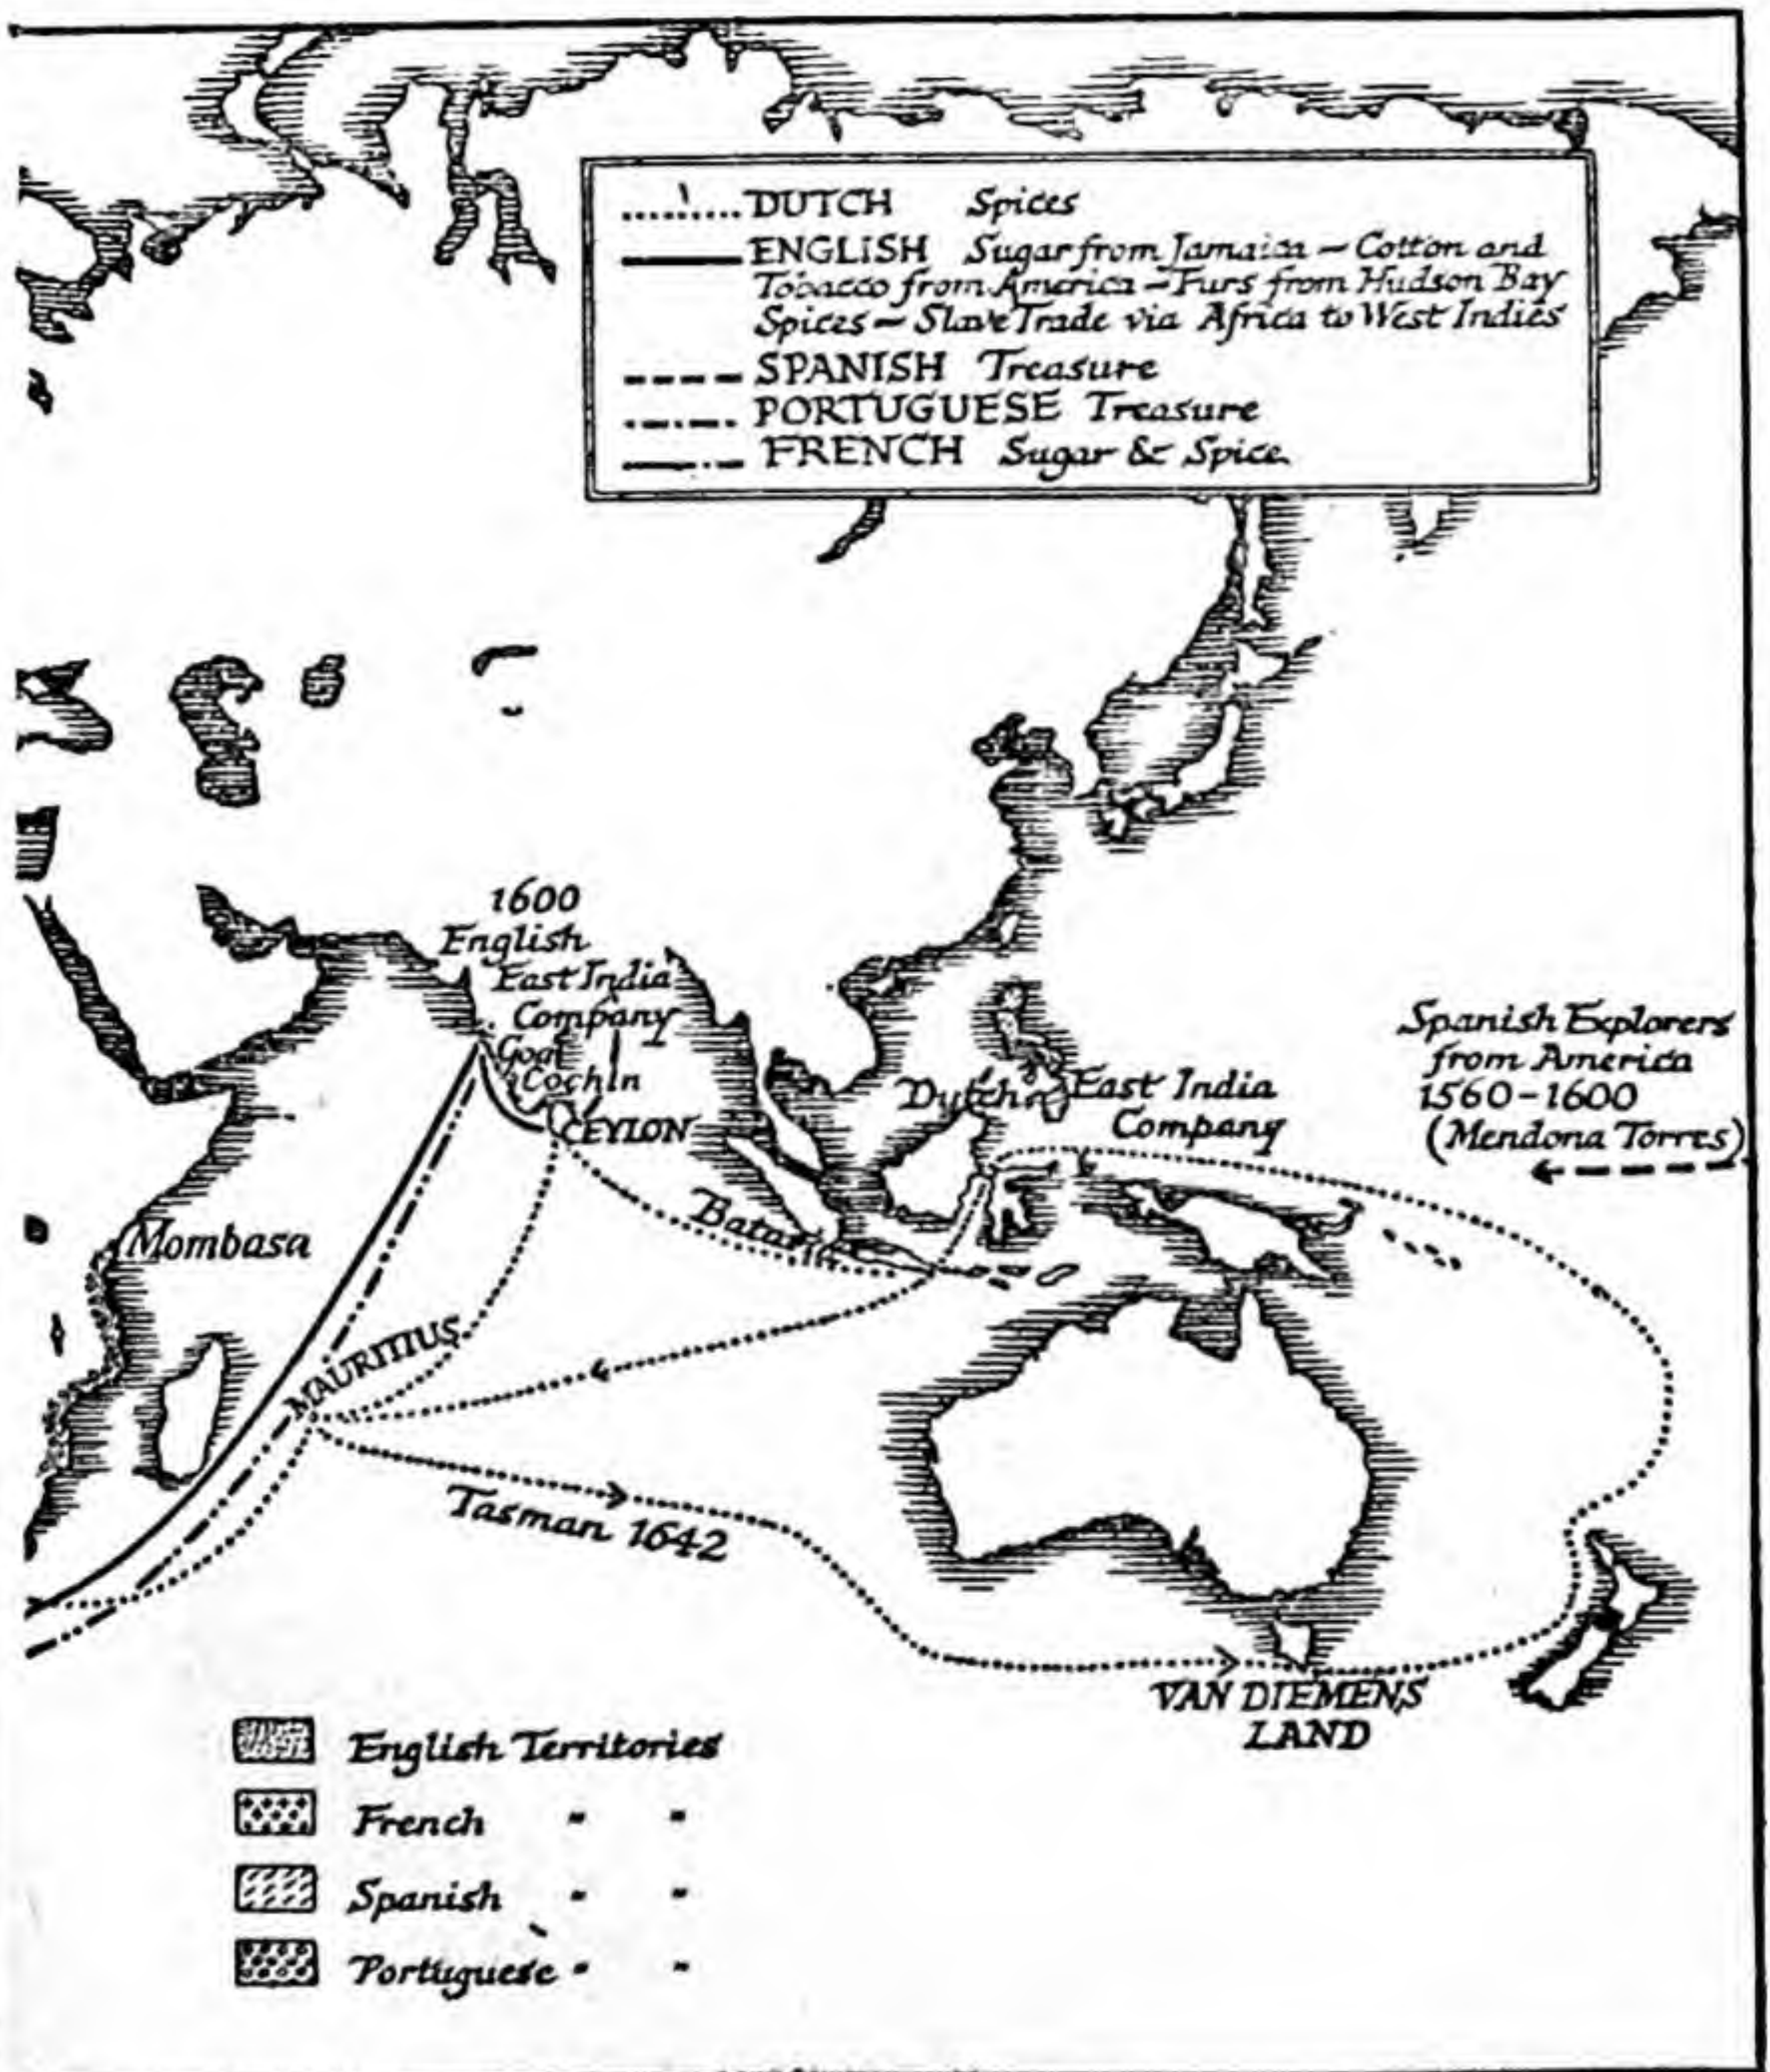 DUTCH Spices
ENGLISH Sugar from Jamaica – Cotton and
Tobacco from America – Furs from Hudson Bay
Spices – Slave Trade via Africa to West Indies
SPANISH Treasure
PORTUGUESE Treasure
FRENCH Sugar & Spice
1600
English
East India
Company
Goa
Cochin
CEYLON
Dutch East India
Company
Spanish Explorers
from America
1560–1600
(Mendona Torres)
Batavia
Mombasa
MAURITIUS
Tasman 1642
VAN DIEMENS
LAND
English Territories
French " "
Spanish " "
Portuguese " "